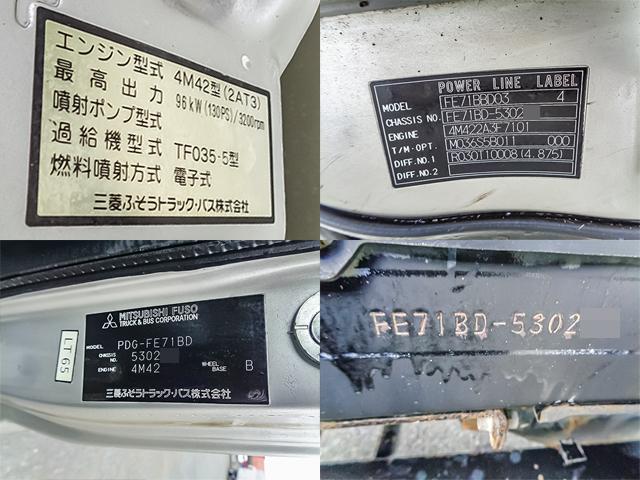 エンジン型式 4M42型(2AT3)
最高出力 96kW(130PS)/3200rpm
噴射ポンプ型式
過給機型式 TF035-5型
燃料噴射方式 電子式
三菱ふそうトラック・バス株式会社
POWER LINE LABEL
MODEL FE71BBD03 4
CHASSIS NO. FE71BD-5302
ENGINE 4M422A3F7101
T/M·OPT. M036S5B011 000
DIFF.NO.1 R030T10008(4.875)
DIFF.NO.2
MITSUBISHI FUSO
TRUCK & BUS CORPORATION
MODEL PDG-FE71BD
CHASSIS NO. 5302
ENGINE 4M42 WHEEL BASE B
三菱ふそうトラック・バス株式会社
LT65
FE71BD-5302